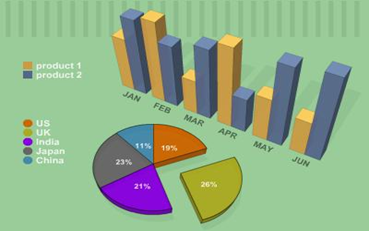 product 1
product 2
JAN
FEB
MAR
APR
MAY
JUN
US
UK
India
Japan
China
11%
19%
23%
21%
26%